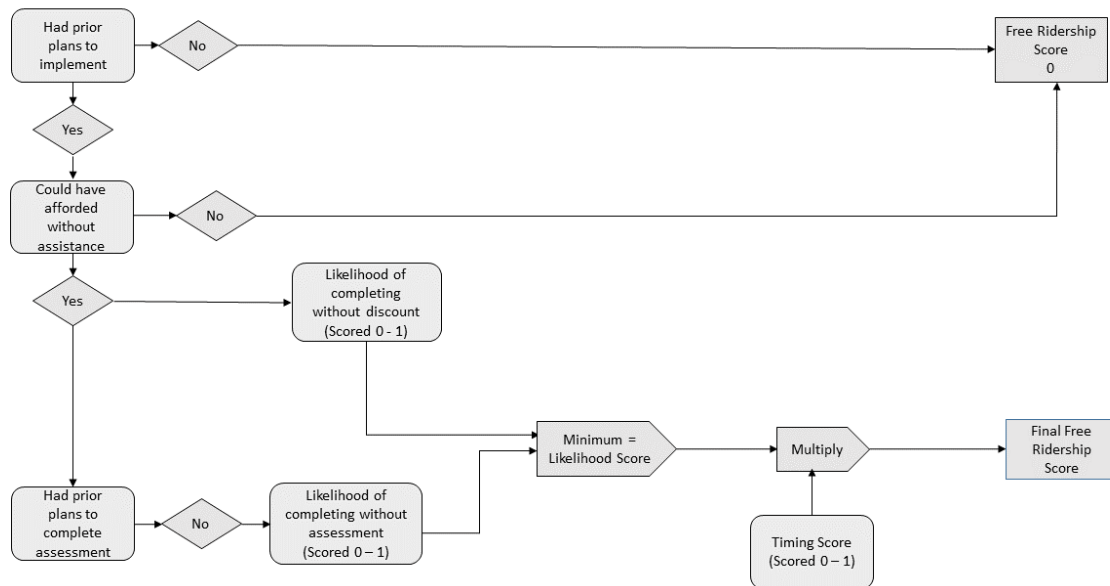 Had prior
plans to
implement
No
Free Ridership
Score
0
Yes
Could have
afforded
without
assistance
No
Yes
Likelihood of
completing
without discount
(Scored 0 - 1)
Minimum =
Likelihood Score
Multiply
Final Free
Ridership
Score
Had prior
plans to
complete
assessment
No
Likelihood of
completing without
assessment
(Scored 0 – 1)
Timing Score
(Scored 0 – 1)